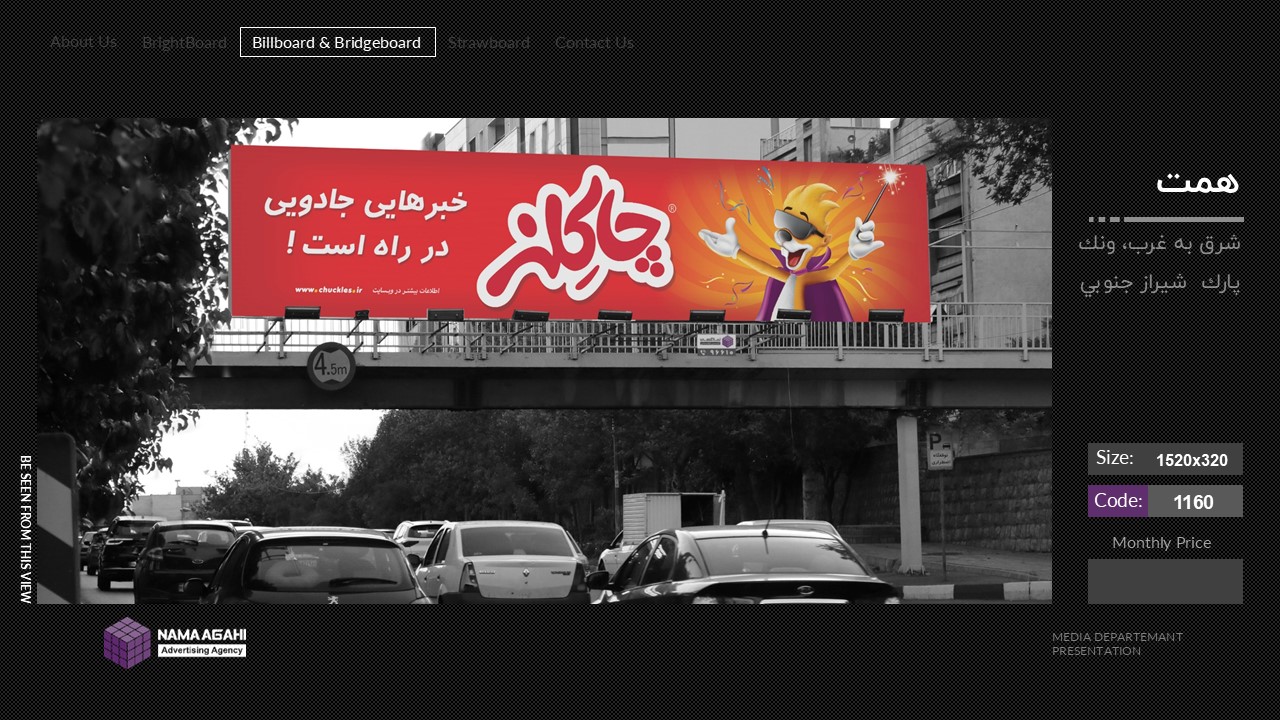 About Us
BrightBoard
Billboard & Bridgeboard
Strawboard
Contact Us
خبرهایی جادویی
در راه است !
چاکلز
®
اطلاعات بیشتر در وبسایت www.chuckles.ir
4.5m
P
همت
شرق به غرب، ونك
پارك شيراز جنوبي
Size: 1520x320
Code: 1160
Monthly Price
BE SEEN FROM THIS VIEW
NAMA AGAHI
Advertising Agency
MEDIA DEPARTEMANT
PRESENTATION